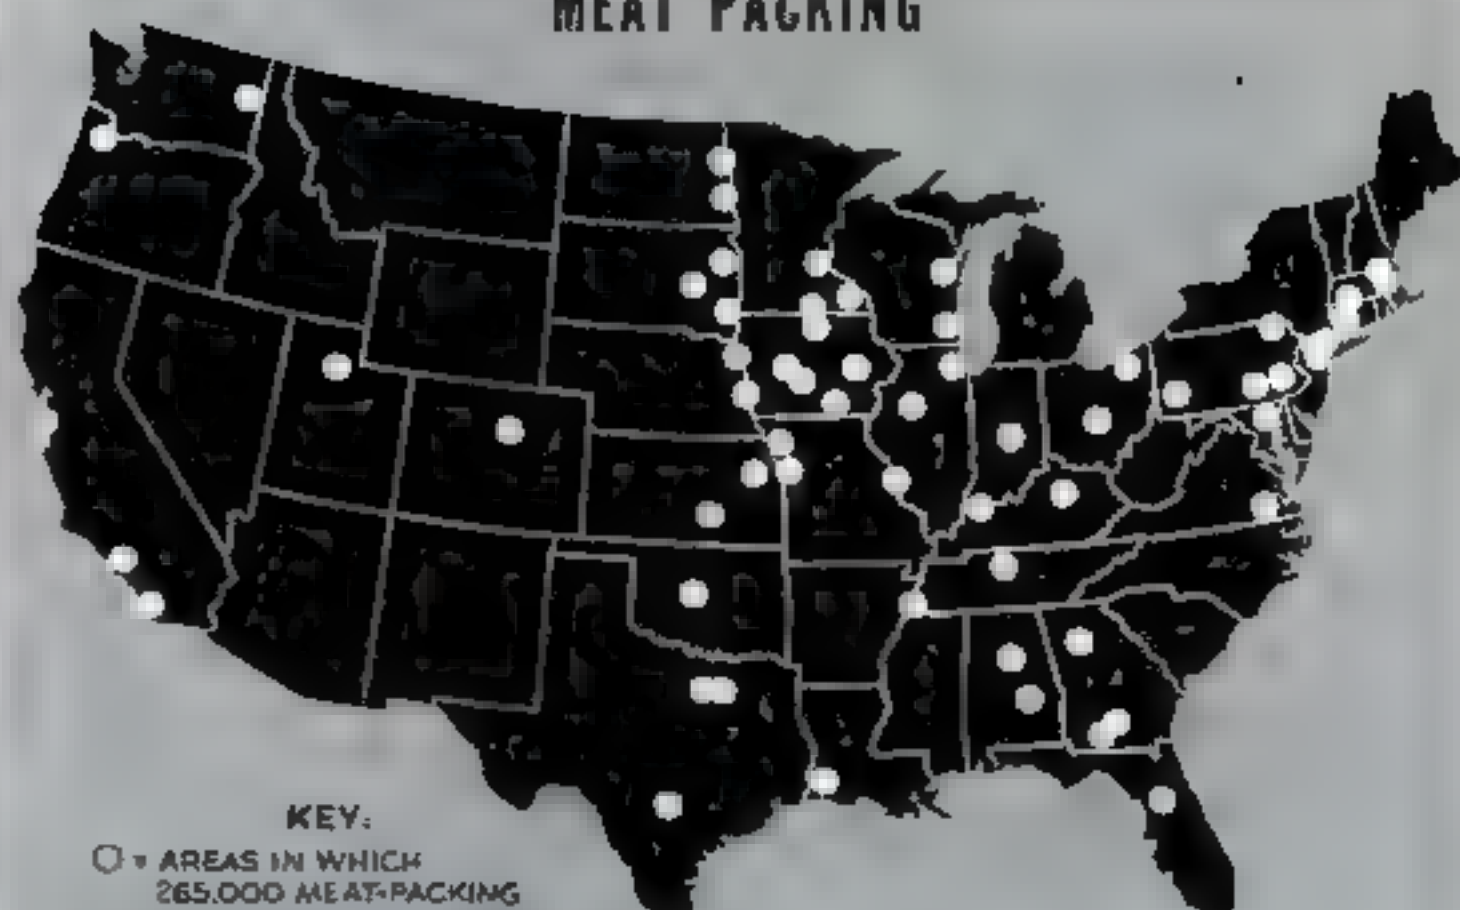 MEAT PACKING
KEY:
= AREAS IN WHICH
265,000 MEAT-PACKING